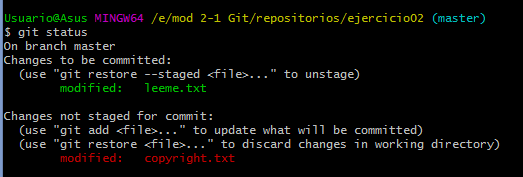 Usuario@Asus MINGW64 /e/mod 2-1 Git/repositorios/ejercicio02 (master)
$ git status
On branch master
Changes to be committed:
  (use "git restore --staged <file>..." to unstage)
        modified:   leeme.txt

Changes not staged for commit:
  (use "git add <file>..." to update what will be committed)
  (use "git restore <file>..." to discard changes in working directory)
        modified:   copyright.txt